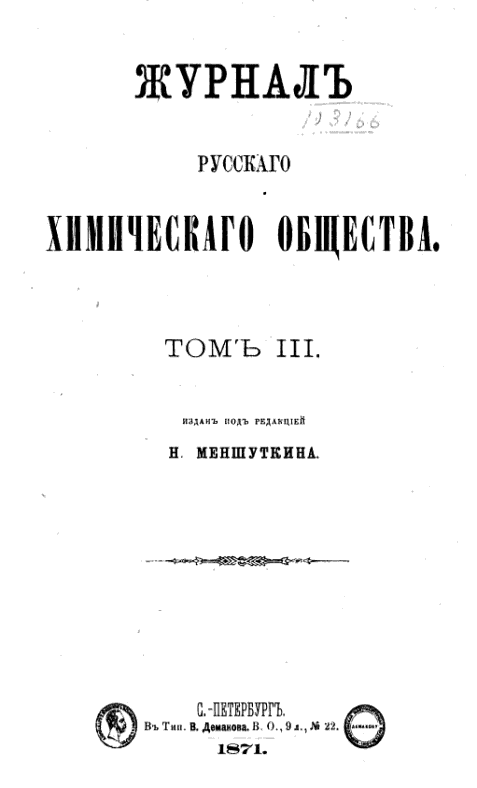 ЖУРНАЛЪ
РУССКАГО
ХИМИЧЕСКАГО ОБЩЕСТВА.
ТОМЪ III.
ИЗДАНЪ ПОДЪ РЕДАКЦІЕЙ
Н. МЕНШУТКИНА.
С.-ПЕТЕРБУРГЪ.
Въ Тип. В. Демакова. В. О., 9 л., № 22.
1871.